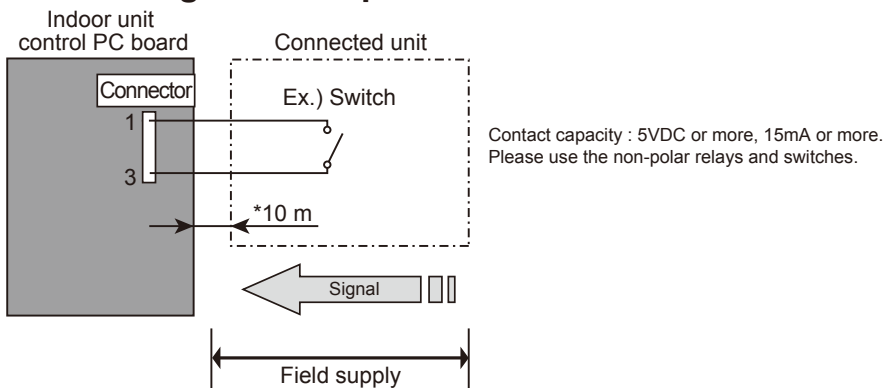 Indoor unit
control PC board
Connected unit
Connector
Ex.) Switch
1
3
*10 m
Contact capacity : 5VDC or more, 15mA or more.
Please use the non-polar relays and switches.
Signal
Field supply